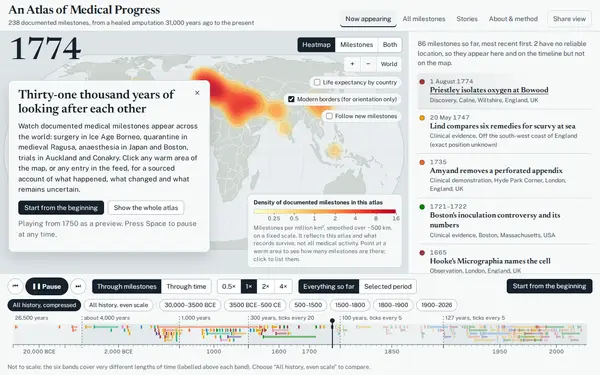 An Atlas of Medical Progress
238 documented milestones, from a healed amputation 31,000 years ago to the present
Now appearing
All milestones
Stories
About & method
Share view
1774
Heatmap
Milestones
Both
+
−
World
Life expectancy by country
Modern borders (for orientation only)
Follow new milestones
Thirty-one thousand years of
looking after each other
×
Watch documented medical milestones appear across
the world: surgery in Ice Age Borneo, quarantine in
medieval Ragusa, anaesthesia in Japan and Boston,
trials in Auckland and Conakry. Click any warm area of
the map, or any entry in the feed, for a sourced
account of what happened, what changed and what
remains uncertain.
Start from the beginning
Show the whole atlas
Playing from 1750 as a preview. Press Space to pause
at any time.
Density of documented milestones in this atlas
0.25
0.5
1
2
4
8
16
Milestones per million km², smoothed over ~500 km,
on a fixed scale. It reflects this atlas and what
records survive, not all medical activity. Point at a
warm area to see how many milestones are there;
click to list them.
86 milestones so far, most recent first. 2 have no reliable
location, so they appear here and on the timeline but not
on the map.
1 August 1774
Priestley isolates oxygen at Bowood
Discovery, Calne, Wiltshire, England, UK
20 May 1747
Lind compares six remedies for scurvy at sea
Clinical evidence, Off the south-west coast of England
(exact position unknown)
1735
Amyand removes a perforated appendix
Clinical demonstration, Hyde Park Corner, London,
England, UK
1721–1722
Boston's inoculation controversy and its
numbers
Clinical evidence, Boston, Massachusetts, USA
1665
Hooke's Micrographia names the cell
Observation, London, England, UK
Pause
Through milestones
Through time
0.5×
1×
2×
4×
Everything so far
Selected period
Start from the beginning
All history, compressed
All history, even scale
30,000–3500 BCE
3500 BCE–500 CE
500–1500
1500–1800
1800–1900
1900–2026
26,500 years
about 4,000 years
1,000 years
300 years, ticks every 20
100 years, ticks every 5
127 years, ticks every 5
20,000 BCE
2,000 BCE
1000
1600
1700
1850
1950
2000
Not to scale: the six bands cover very different lengths of time (labelled above each band). Choose "All history, even scale" to compare.